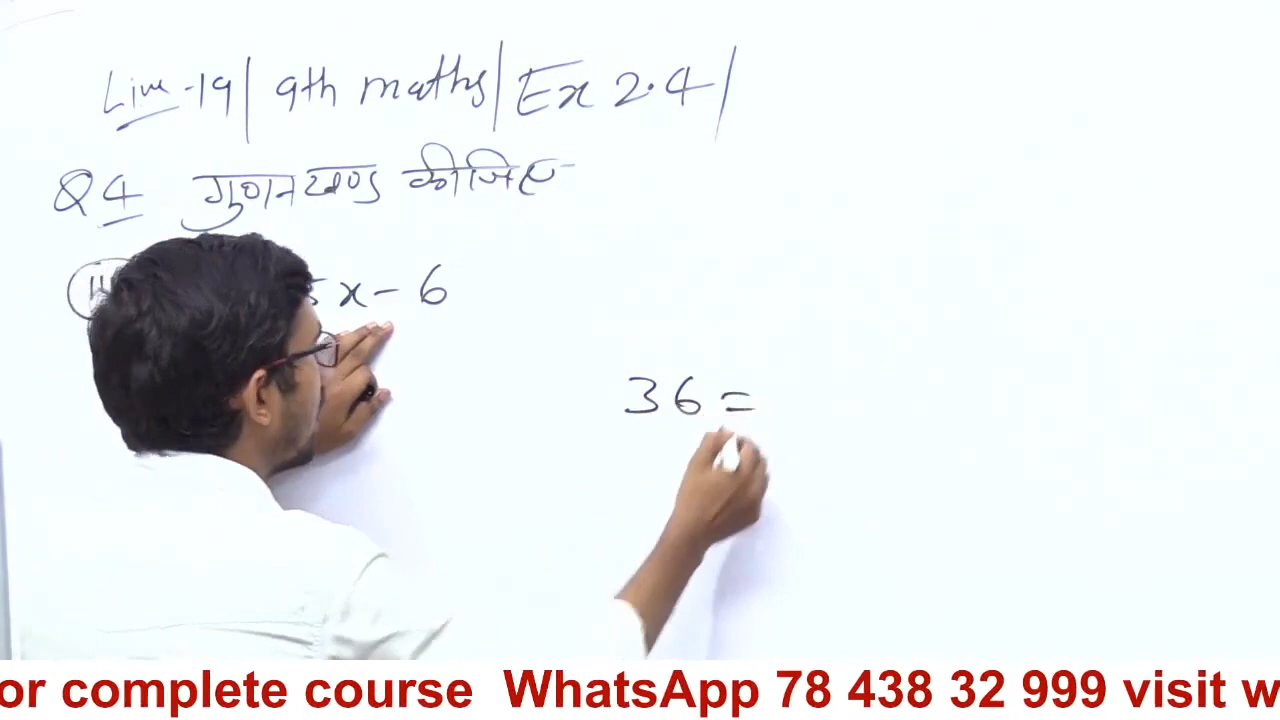 Live-19| 9th maths| Ex 2.4|
Q4 गुणनखण्ड कीजिए
5x - 6
36 =
or complete course WhatsApp 78 438 32 999 visit w